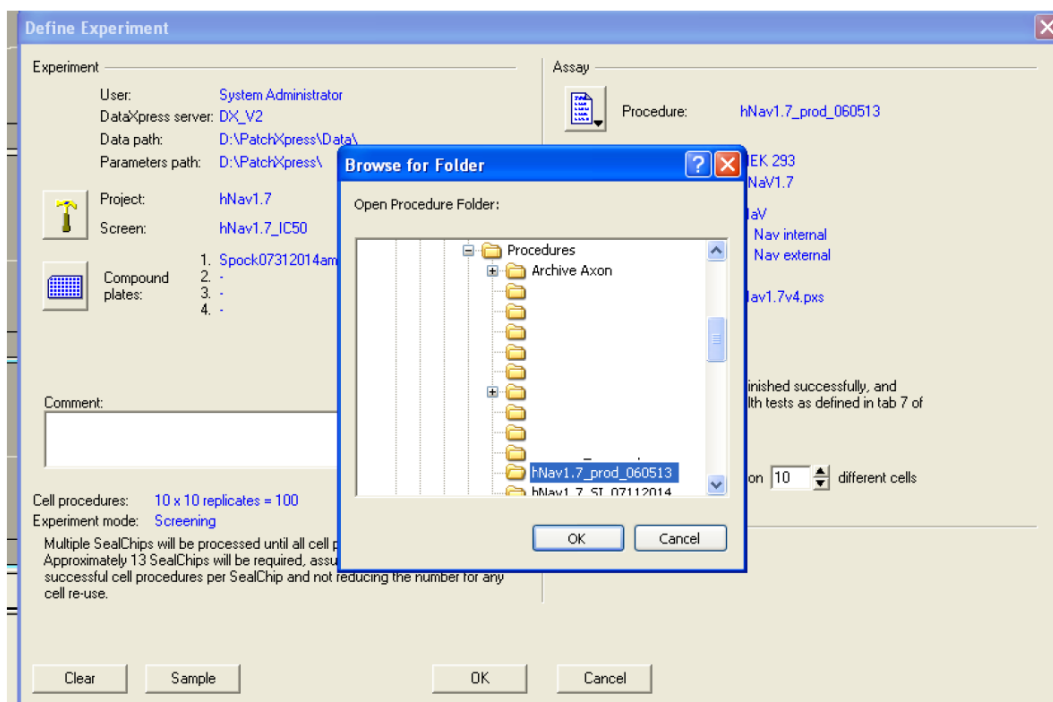 Define Experiment
Experiment
User: System Administrator
DataXpress server: DX_V2
Data path: D:\PatchXpress\Data\
Parameters path: D:\PatchXpress\
Project: hNav1.7
Screen: hNav1.7_IC50
Compound plates:
1. Spock07312014am
2. -
3. -
4. -
Comment:
Cell procedures: 10 x 10 replicates = 100
Experiment mode: Screening
Multiple SealChips will be processed until all cell
Approximately 13 SealChips will be required,
successful cell procedures per SealChip and not reducing the number for any
cell re-use.
Clear Sample OK Cancel
Assay
Procedure: hNav1.7_prod_060513
EK 293
NaV1.7
aV
Nav internal
Nav external
av1.7v4.pxs
inished successfully, and
lth tests as defined in tab 7 of
on 10 different cells
Browse for Folder
Open Procedure Folder:
Procedures
Archive Axon
hNav1.7_prod_060513
hNav1.7_SI_07112014
OK Cancel